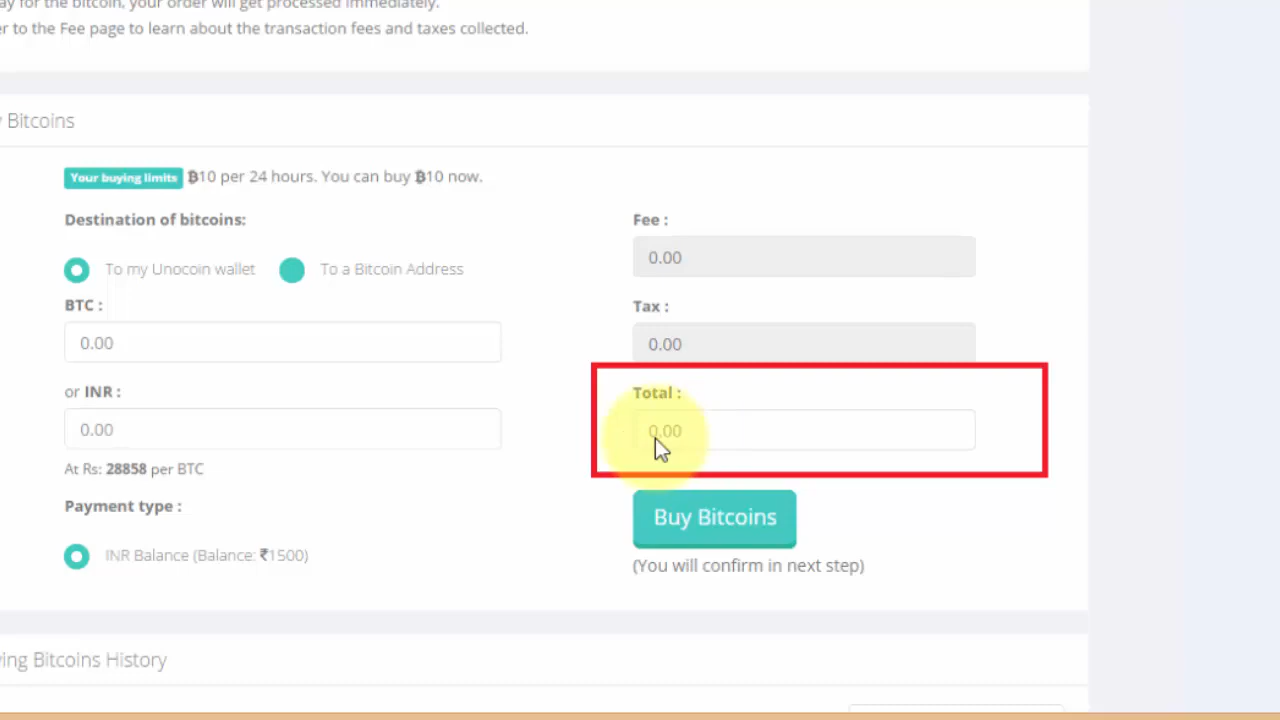 ay for the bitcoin, your order will get processed immediately.
er to the Fee page to learn about the transaction fees and taxes collected.
y Bitcoins
Your buying limits ฿10 per 24 hours. You can buy ฿10 now.
Destination of bitcoins:
To my Unocoin wallet To a Bitcoin Address
BTC :
0.00
or INR :
0.00
At Rs: 28858 per BTC
Payment type :
INR Balance (Balance: ₹1500)
Fee :
0.00
Tax :
0.00
Total :
0.00
Buy Bitcoins
(You will confirm in next step)
ying Bitcoins History